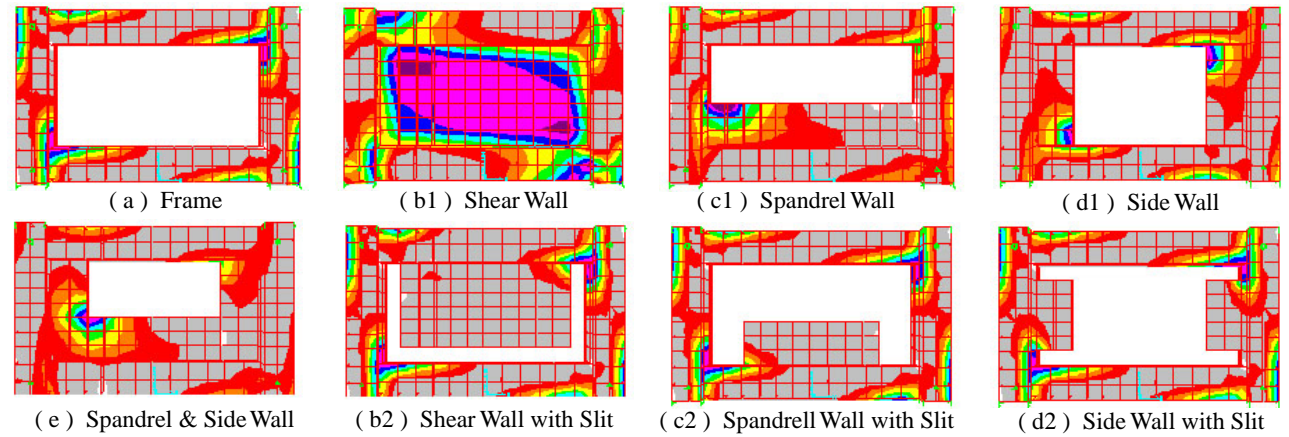 ( a ) Frame
( b1 ) Shear Wall
( c1 ) Spandrel Wall
( d1 ) Side Wall
( e ) Spandrel & Side Wall
( b2 ) Shear Wall with Slit
( c2 ) Spandrell Wall with Slit
( d2 ) Side Wall with Slit